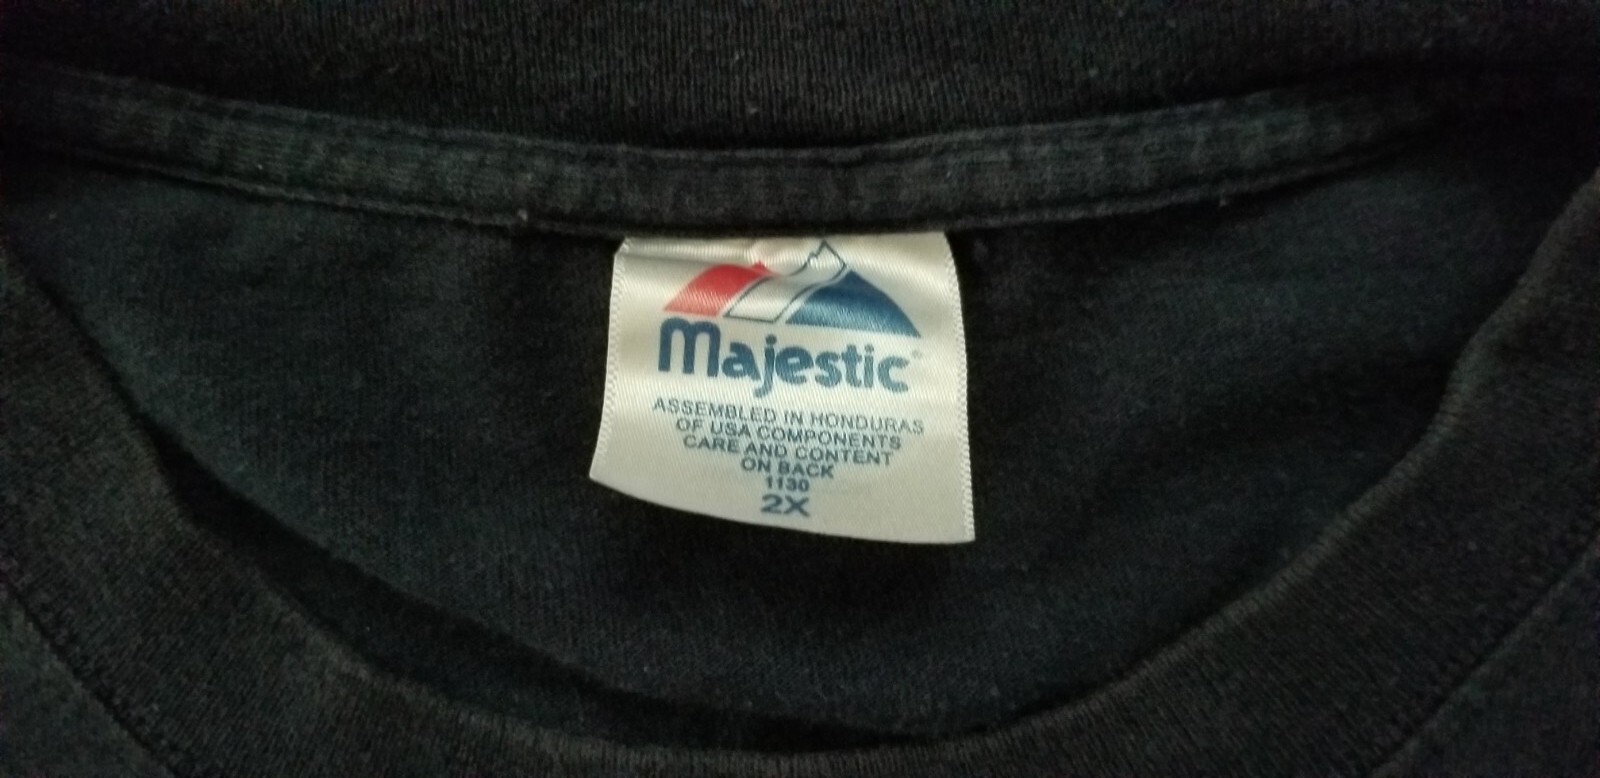 Majestic®
ASSEMBLED IN HONDURAS
OF USA COMPONENTS
CARE AND CONTENT
ON BACK
1130
2X